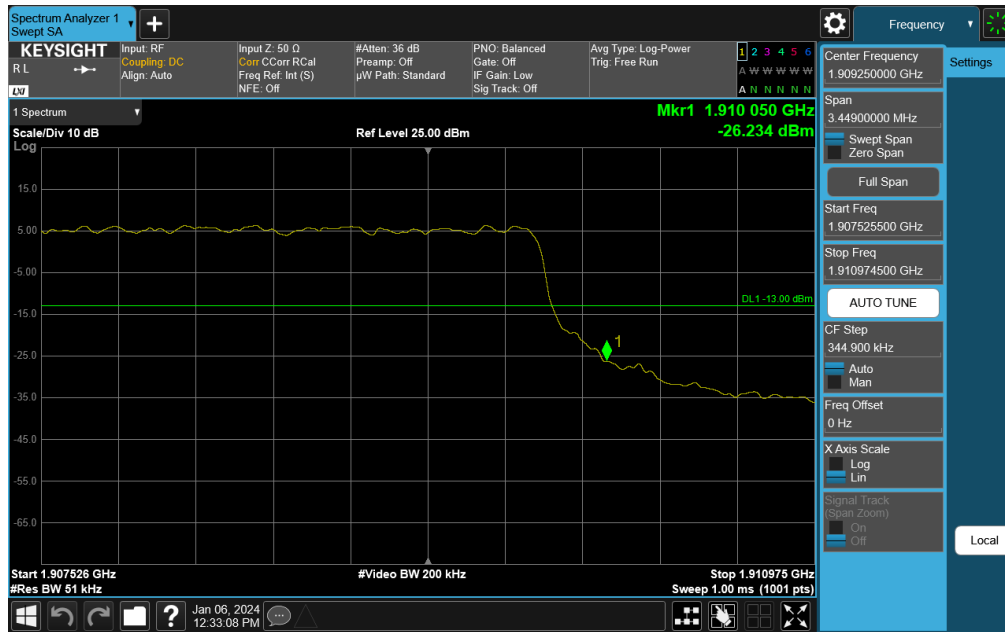 Spectrum Analyzer 1
Swept SA
+
Frequency
KEYSIGHT
R L
LXI
Input: RF
Coupling: DC
Align: Auto
Input Z: 50 Ω
Corr CCorr RCal
Freq Ref: Int (S)
NFE: Off
#Atten: 36 dB
Preamp: Off
µW Path: Standard
PNO: Balanced
Gate: Off
IF Gain: Low
Sig Track: Off
Avg Type: Log-Power
Trig: Free Run
1 2 3 4 5 6
A W W W W W
A N N N N N
1 Spectrum
Scale/Div 10 dB
Ref Level 25.00 dBm
Mkr1 1.910 050 GHz
-26.234 dBm
Log
15.0
5.00
-5.00
DL1 -13.00 dBm
-15.0
1
-25.0
-35.0
-45.0
-55.0
-65.0
Start 1.907526 GHz
#Res BW 51 kHz
#Video BW 200 kHz
Stop 1.910975 GHz
Sweep 1.00 ms (1001 pts)
Center Frequency
1.909250000 GHz
Settings
Span
3.44900000 MHz
Swept Span
Zero Span
Full Span
Start Freq
1.907525500 GHz
Stop Freq
1.910974500 GHz
AUTO TUNE
CF Step
344.900 kHz
Auto
Man
Freq Offset
0 Hz
X Axis Scale
Log
Lin
Signal Track
(Span Zoom)
On
Off
Local
?
Jan 06, 2024
12:33:08 PM